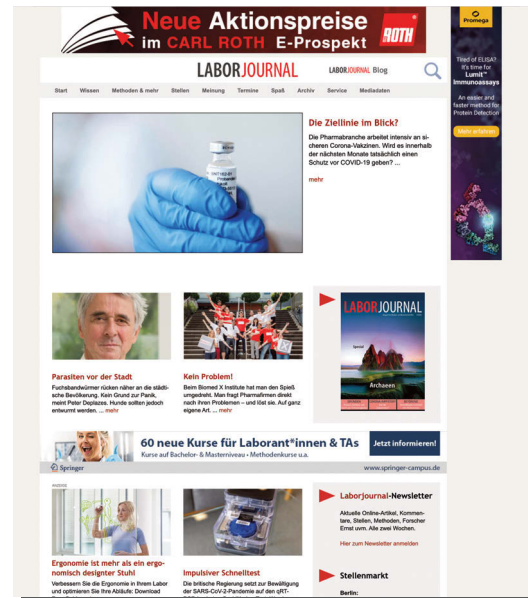 Neue Aktionspreise
im CARL ROTH E-Prospekt
ROTH
Promega
Tired of ELISA?
It's time for
Lumit™
Immunoassays
An easier and
faster method for
Protein Detection
Mehr erfahren
LABORJOURNAL
LABORJOURNAL Blog
Start Wissen Methoden & mehr Stellen Meinung Termine Spaß Archiv Service Mediadaten
Die Ziellinie im Blick?
Die Pharmabranche arbeitet intensiv an si-
cheren Corona-Vakzinen. Wird es innerhalb
der nächsten Monate tatsächlich einen
Schutz vor COVID-19 geben? ...
mehr
Parasiten vor der Stadt
Fuchsbandwürmer rücken näher an die städti-
sche Bevölkerung. Kein Grund zur Panik,
meint Peter Deplazes. Hunde sollten jedoch
entwurmt werden. ... mehr
Kein Problem!
Beim Biomed X Institute hat man den Spieß
umgedreht. Man fragt Pharmafirmen direkt
nach ihren Problemen – und löst sie. Auf ganz
eigene Art. ... mehr
LABORJOURNAL
Spezial
Archaeen
60 neue Kurse für Laborant*innen & TAs
Kurse auf Bachelor- & Masterniveau • Methodenkurse u.a.
Jetzt informieren!
Springer
www.springer-campus.de
ANZEIGE
Ergonomie ist mehr als ein ergo-
nomisch designter Stuhl
Verbessern Sie die Ergonomie in Ihrem Labor
und optimieren Sie Ihre Abläufe: Download
Impulsiver Schnelltest
Die britische Regierung setzt zur Bewältigung
der SARS-CoV-2-Pandemie auf den qRT-
Laborjournal-Newsletter
Aktuelle Online-Artikel, Kommen-
tare, Stellen, Methoden, Forscher
Ernst uvm. Alle zwei Wochen.
Hier zum Newsletter anmelden
Stellenmarkt
Berlin: